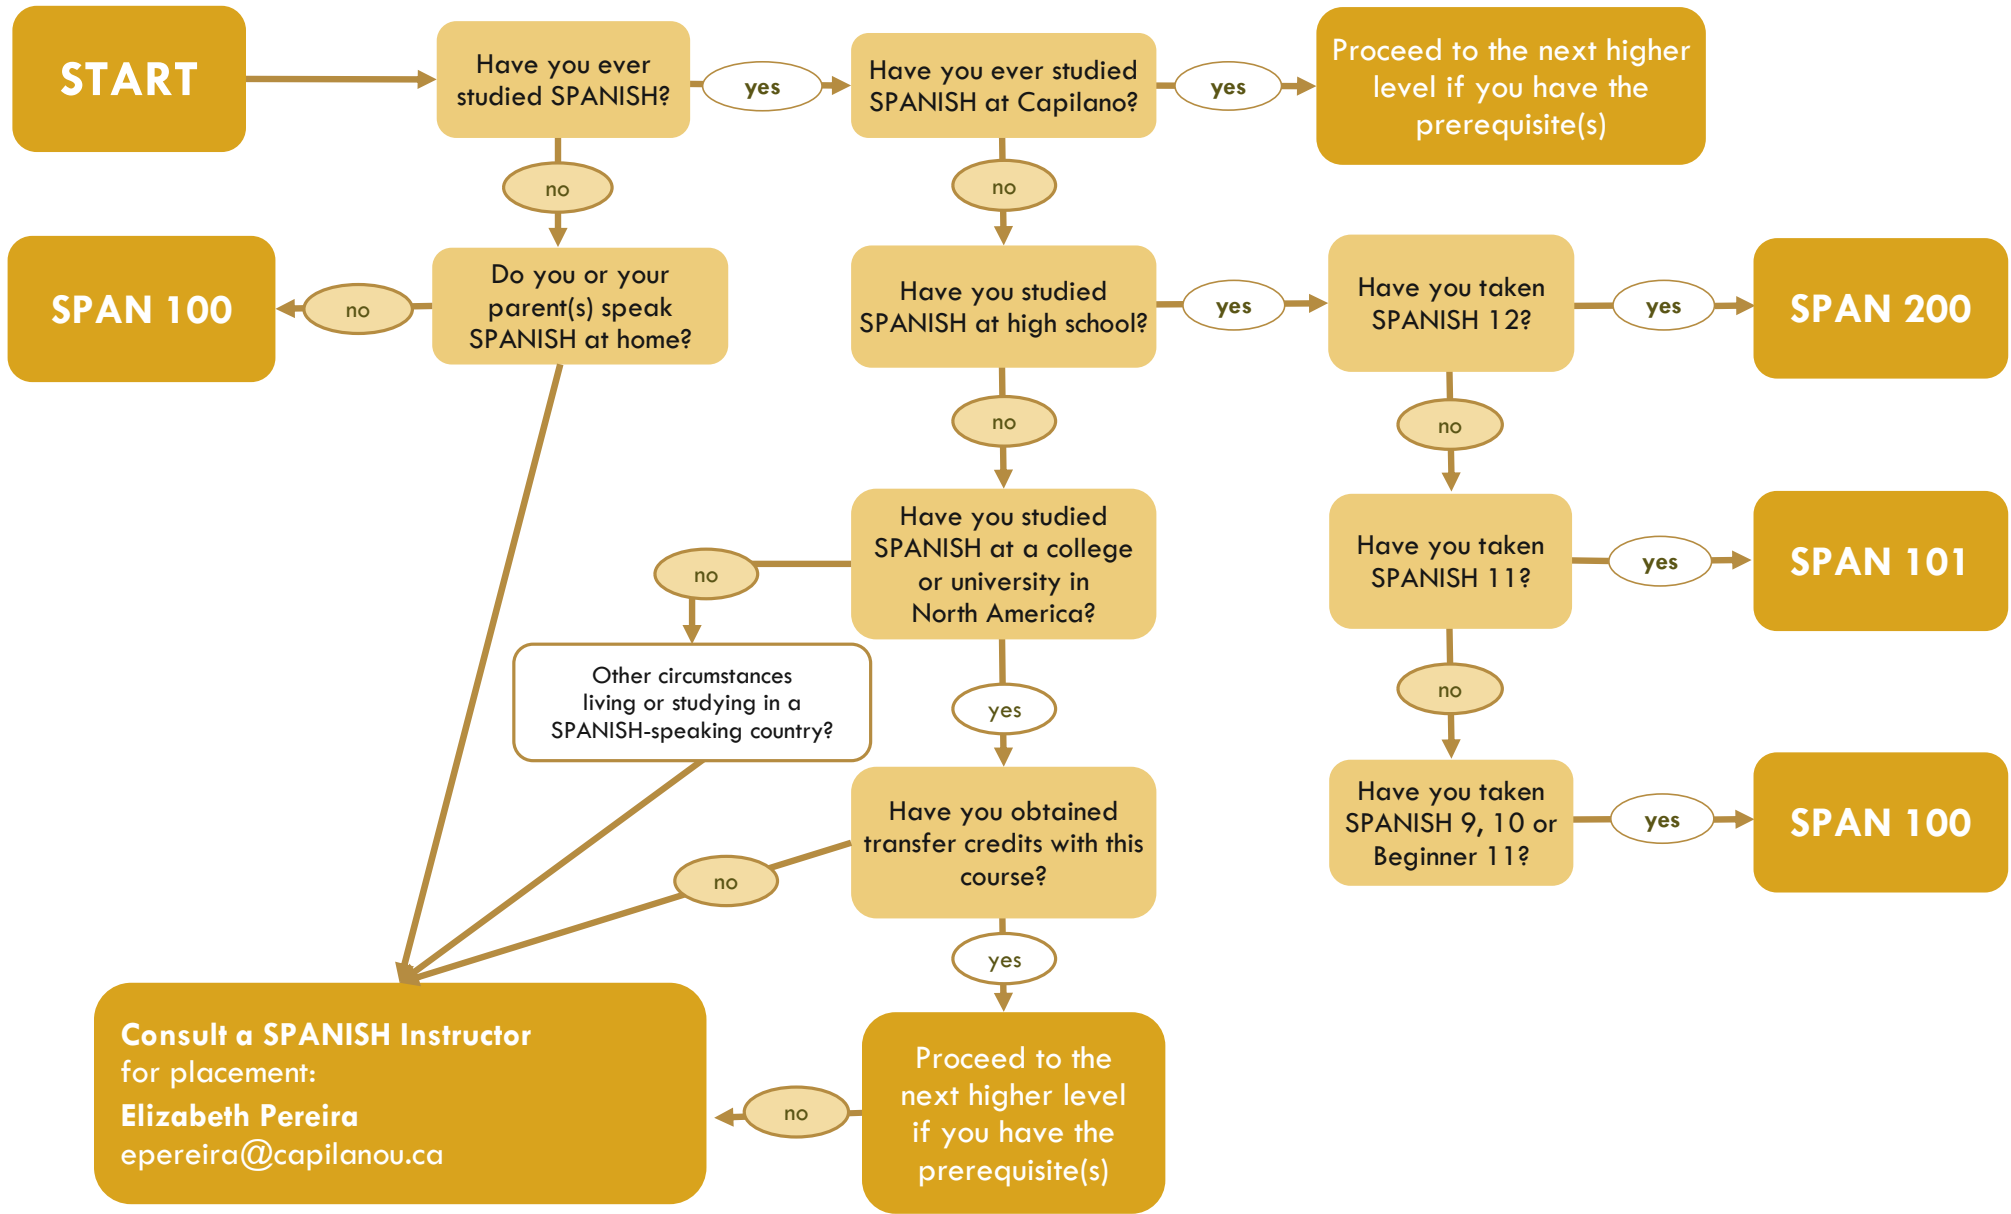 START
Have you ever
studied SPANISH?
yes
Have you ever studied
SPANISH at Capilano?
yes
Proceed to the next higher
level if you have the
prerequisite(s)
no
no
SPAN 100
no
Do you or your
parent(s) speak
SPANISH at home?
Have you studied
SPANISH at high school?
yes
Have you taken
SPANISH 12?
yes
SPAN 200
no
no
Have you studied
SPANISH at a college
or university in
North America?
no
Have you taken
SPANISH 11?
yes
SPAN 101
Other circumstances
living or studying in a
SPANISH-speaking country?
yes
no
Have you obtained
transfer credits with this
course?
no
Have you taken
SPANISH 9, 10 or
Beginner 11?
yes
SPAN 100
yes
Consult a SPANISH Instructor
for placement:
Elizabeth Pereira
epereira@capilanou.ca
no
Proceed to the
next higher level
if you have the
prerequisite(s)